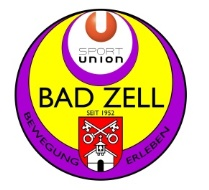 SPORT
union
BAD ZELL
SEIT 1952
BEWEGUNG ERLEBEN